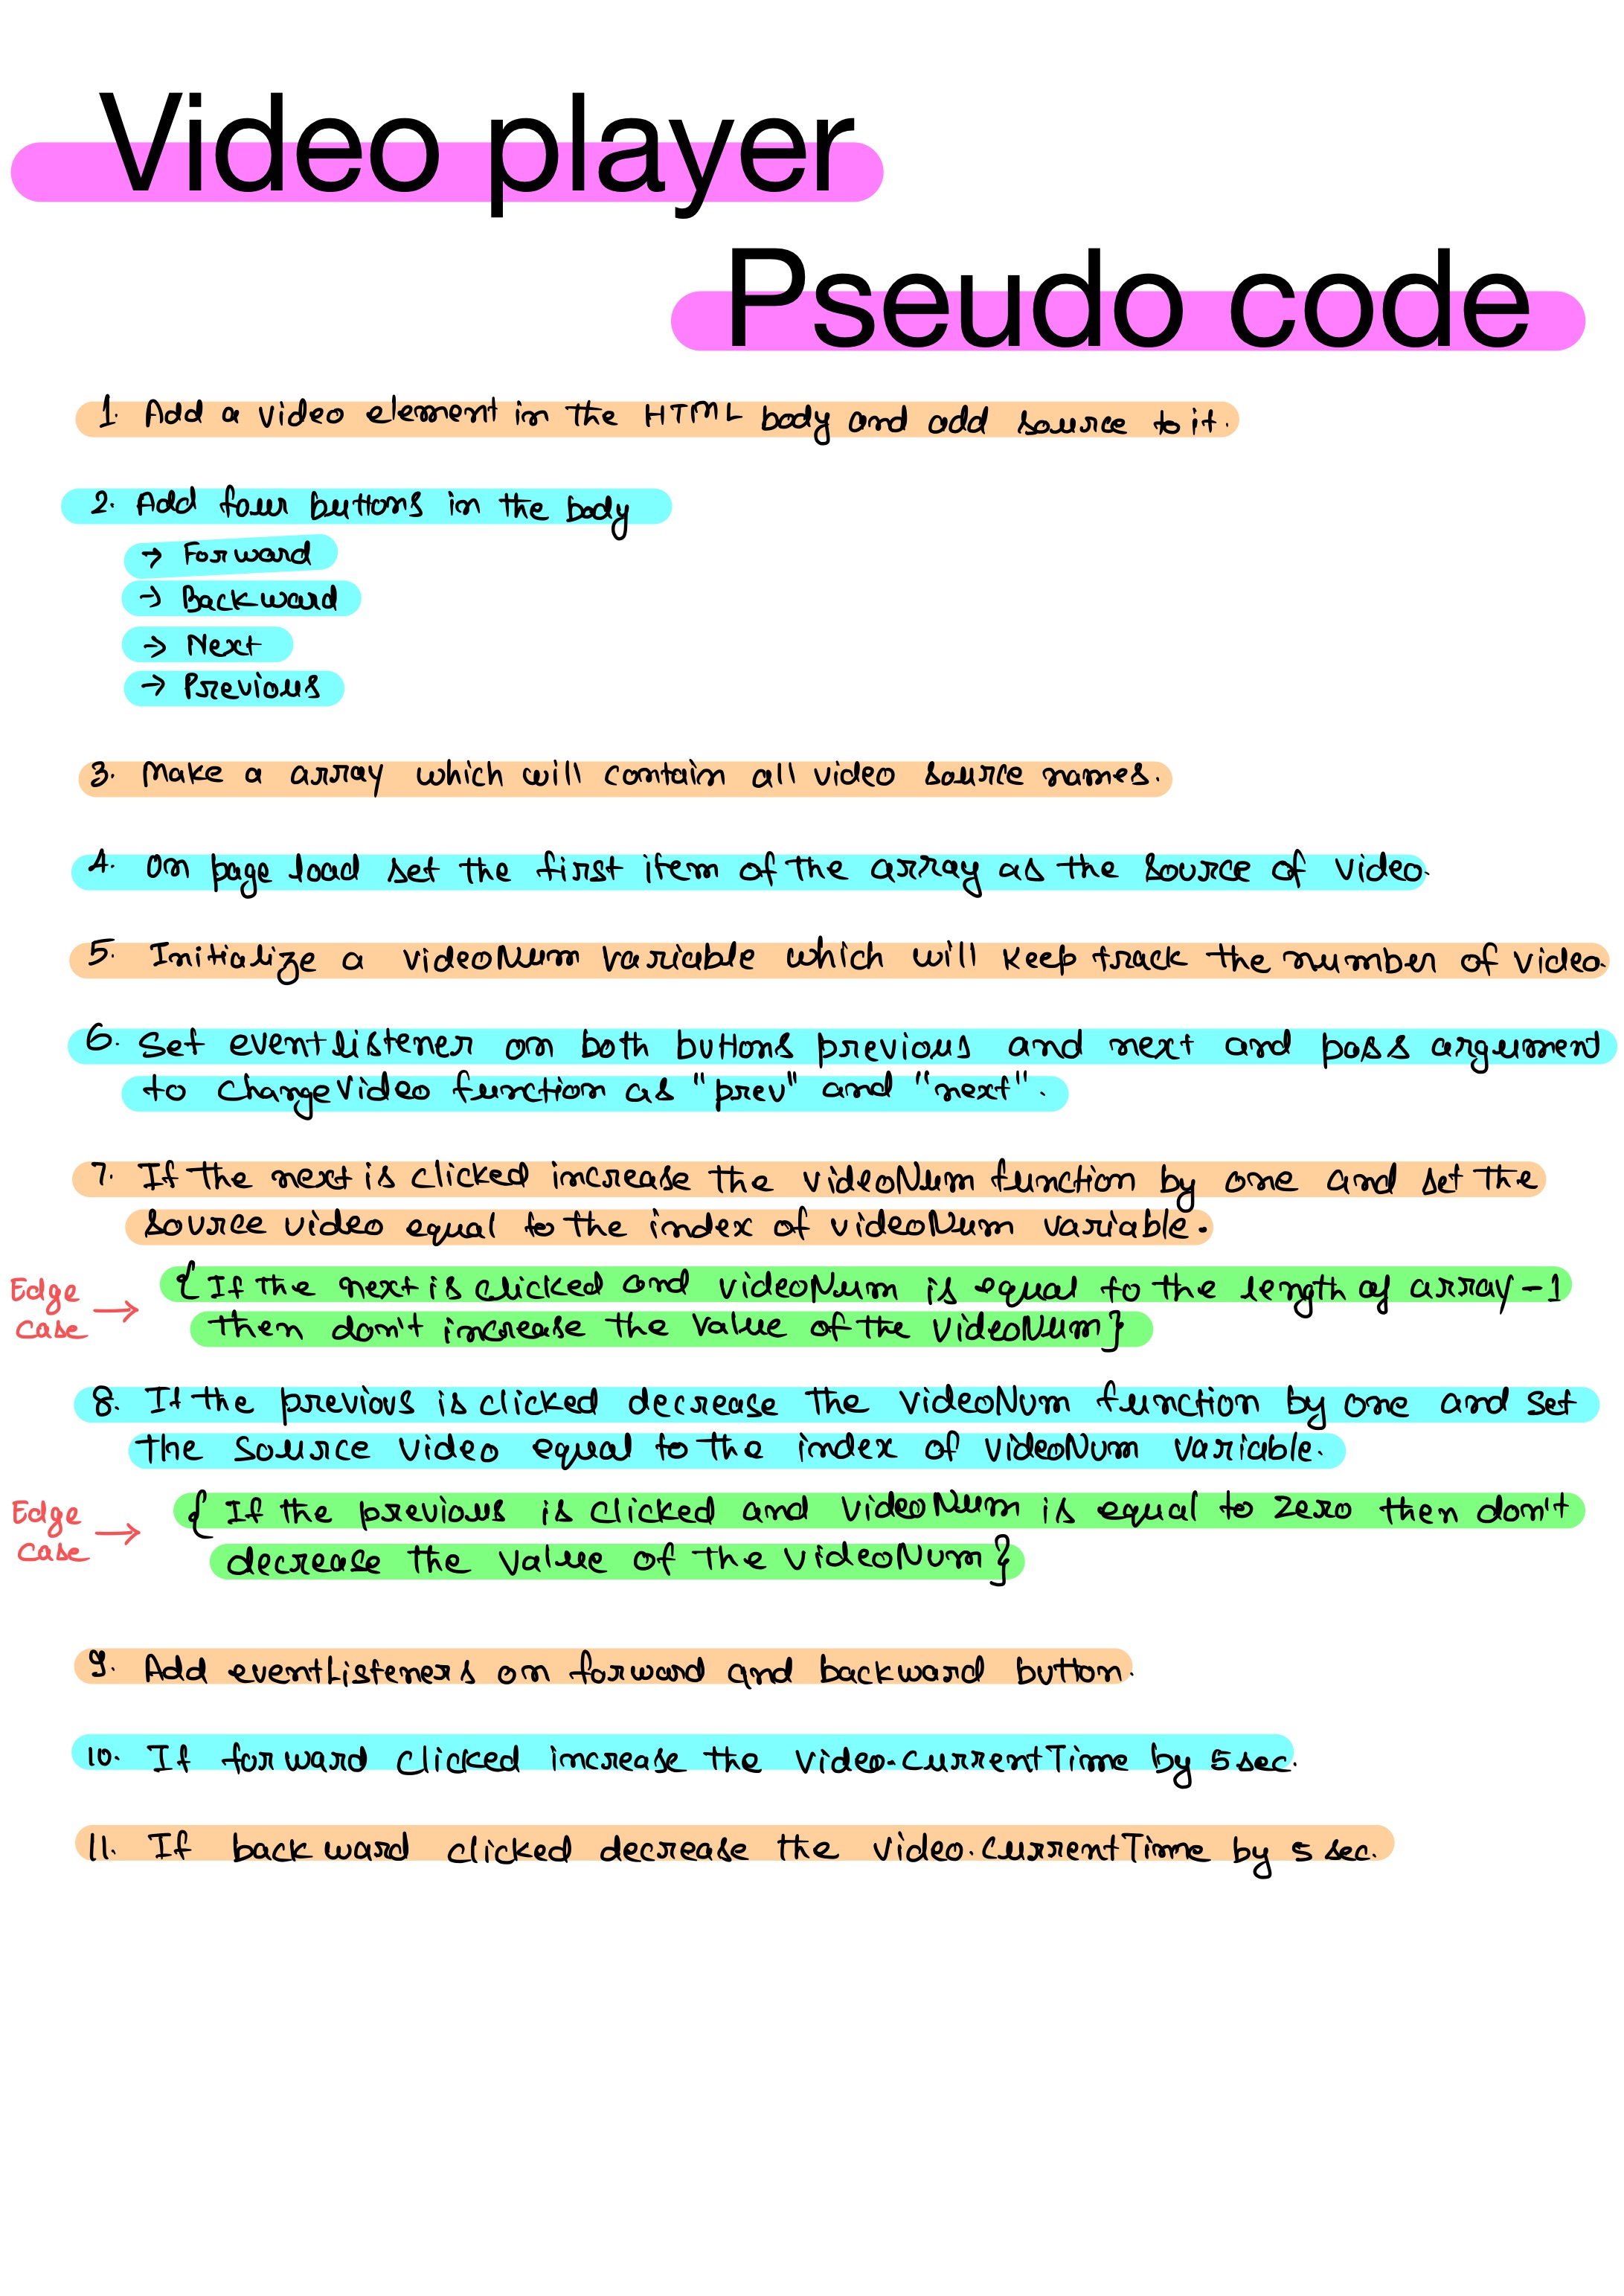 Video player
Pseudo code
1. Add a video element in the HTML body and add source to it.
2. Add four buttons in the body
→ Forward
→ Backward
→ Next
→ Previous
3. Make a array which will contain all video source names.
4. On page load set the first item of the array as the source of video.
5. Initialize a videoNum variable which will keep track the number of video.
6. Set eventlistener on both buttons previous and next and pass argument
to changeVideo function as "prev" and "next".
7. If the next is clicked increase the videoNum function by one and set the
source video equal to the index of videoNum variable.
Edge
case →
{ If the next is clicked and videoNum is equal to the length of array-1
then don't increase the value of the videoNum}
8. If the previous is clicked decrease the videoNum function by one and set
the source video equal to the index of videoNum variable.
Edge
case →
{ If the previous is clicked and videoNum is equal to zero then don't
decrease the value of the videoNum}
9. Add eventListeners on forward and backward button.
10. If forward clicked increase the video.currentTime by 5 sec.
11. If backward clicked decrease the video.currentTime by 5 sec.